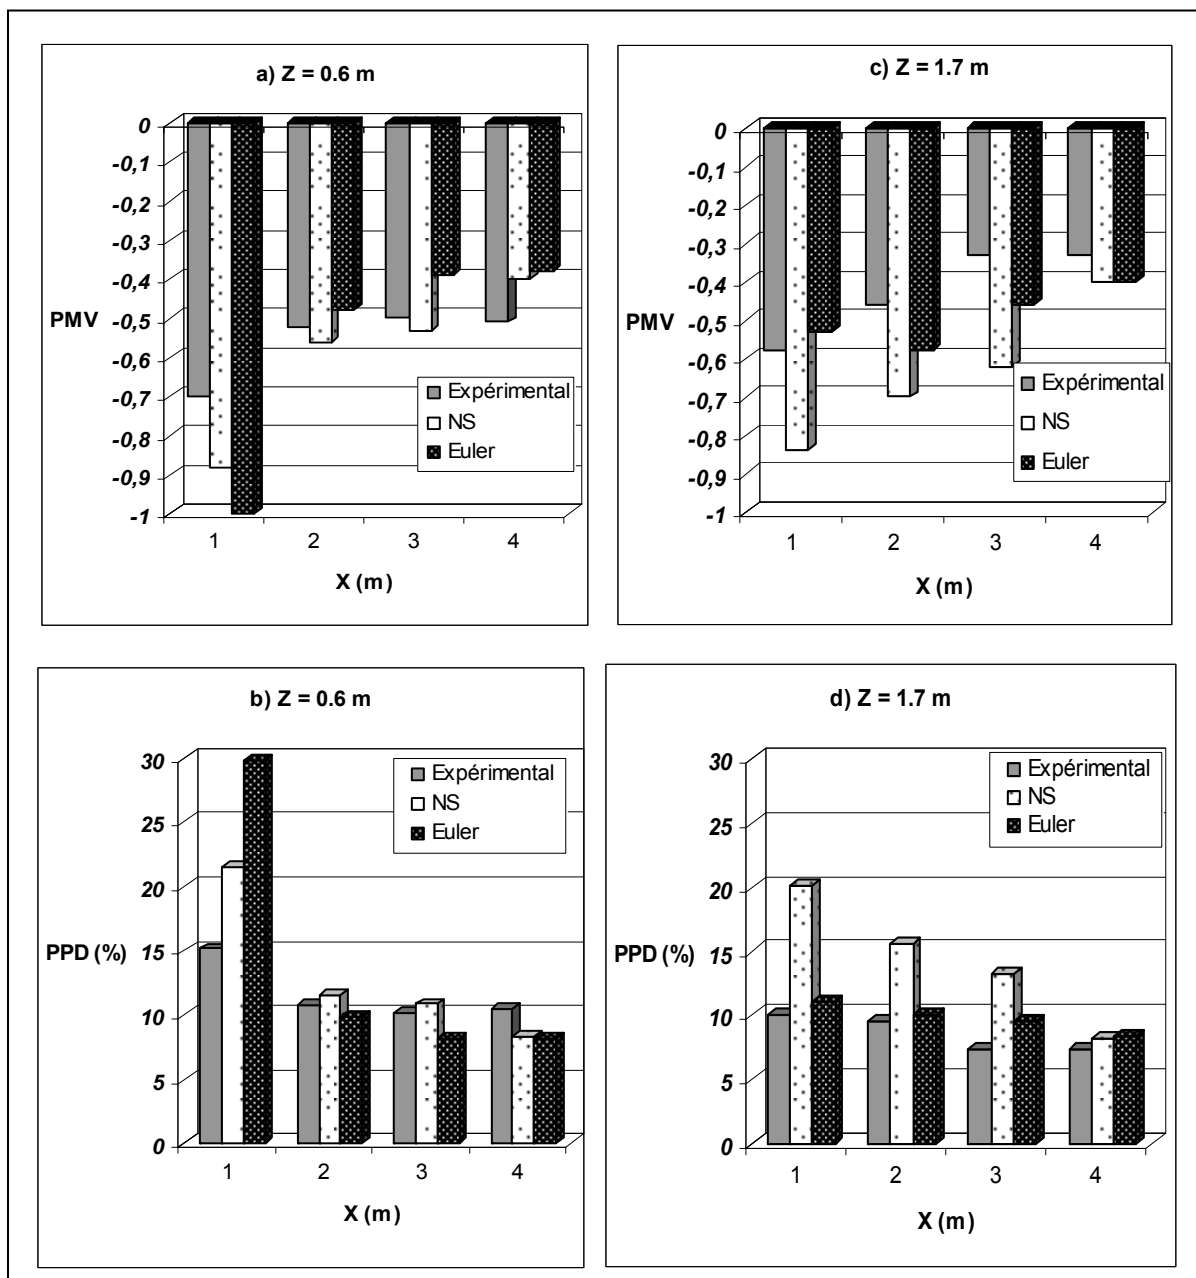 a) Z = 0.6 m
0
-0,1
-0,2
-0,3
-0,4
-0,5
-0,6
-0,7
-0,8
-0,9
-1
PMV
Expérimental
NS
Euler
1 2 3 4
X (m)
c) Z = 1.7 m
0
-0,1
-0,2
-0,3
-0,4
-0,5
-0,6
-0,7
-0,8
-0,9
-1
PMV
Expérimental
NS
Euler
1 2 3 4
X (m)
b) Z = 0.6 m
30
25
20
15
10
5
0
PPD (%)
Expérimental
NS
Euler
1 2 3 4
X (m)
d) Z = 1.7 m
30
25
20
15
10
5
0
PPD (%)
Expérimental
NS
Euler
1 2 3 4
X (m)